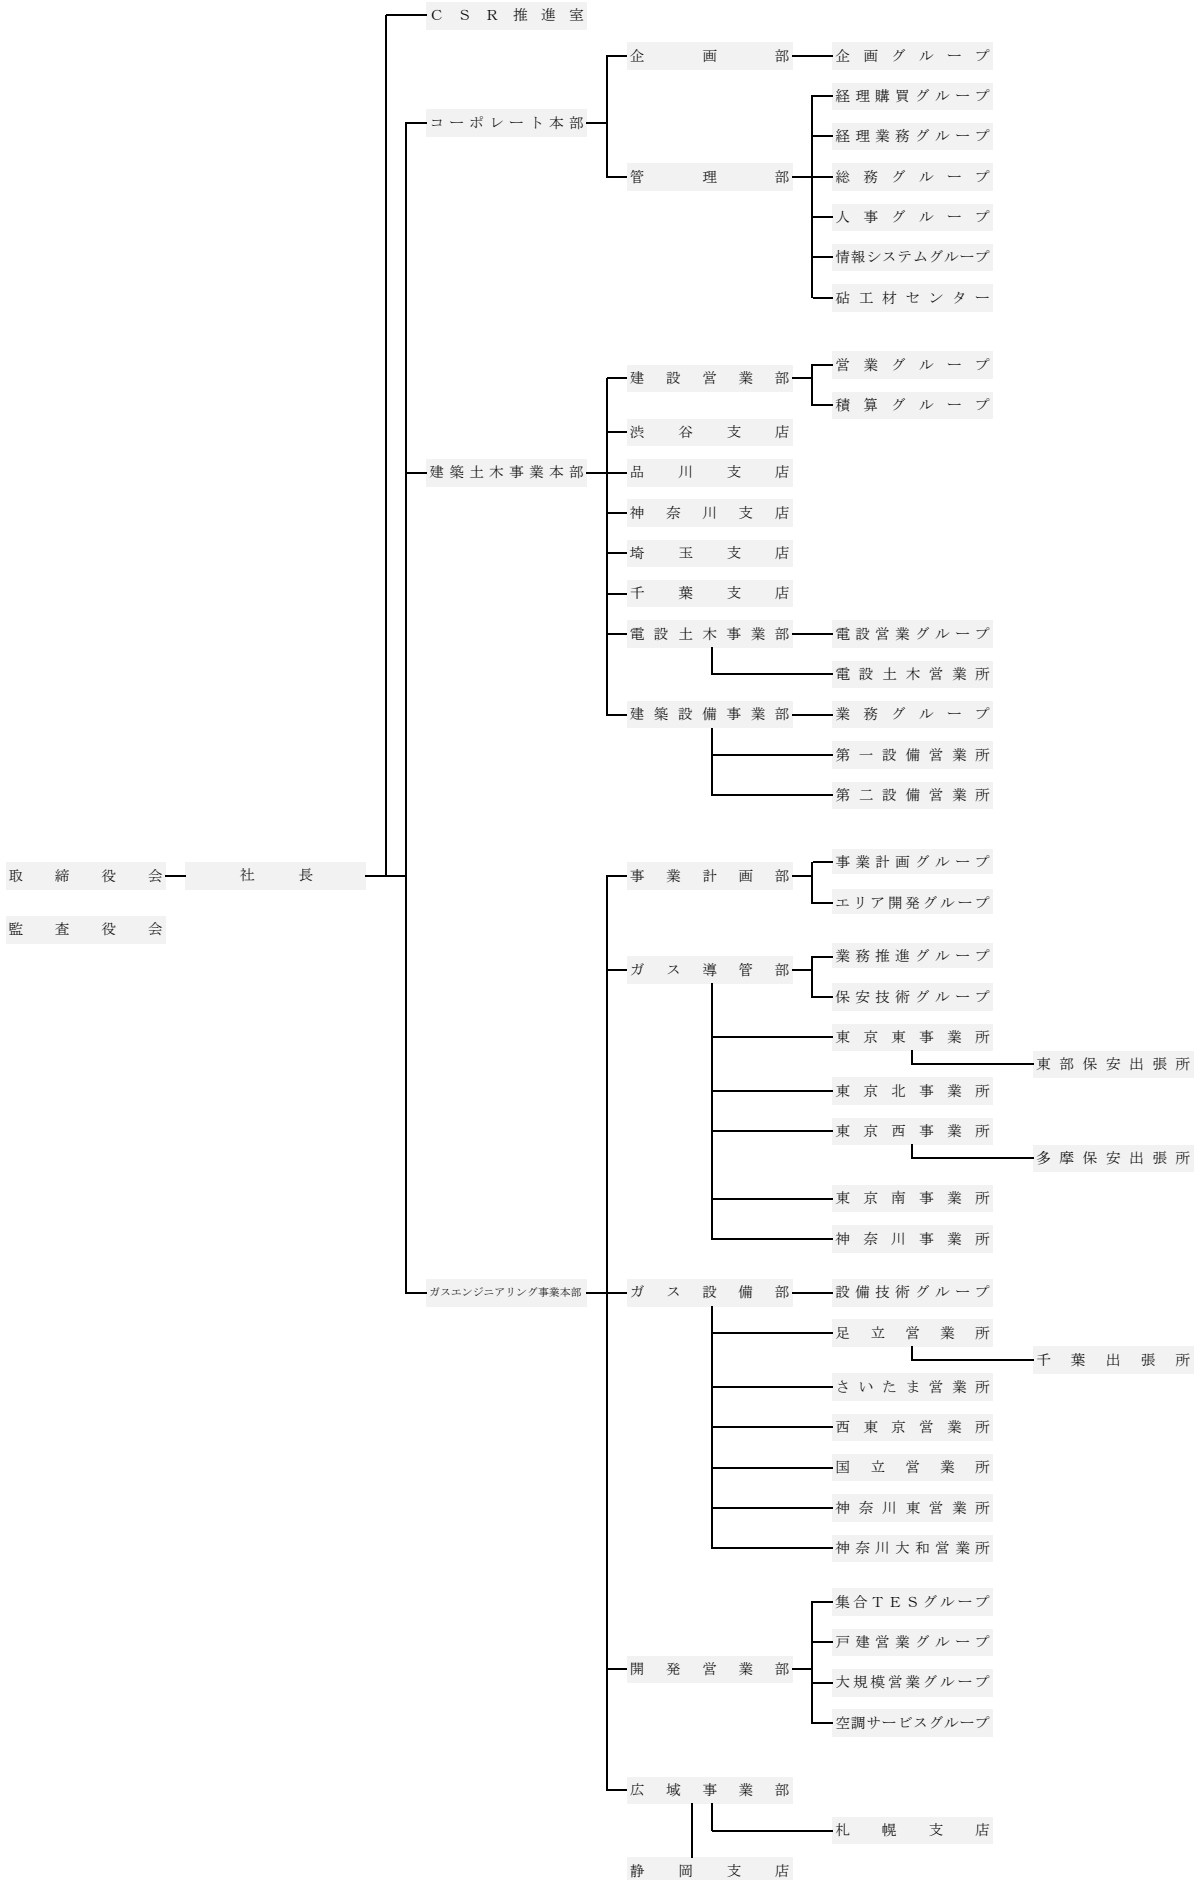 CSR推進室
企画部 企画グループ
経理購買グループ
コーポレート本部
経理業務グループ
管理部 総務グループ
人事グループ
情報システムグループ
砧工材センター
営業グループ
建設営業部
積算グループ
渋谷支店
建築土木事業本部 品川支店
神奈川支店
埼玉支店
千葉支店
電設土木事業部 電設営業グループ
電設土木営業所
建築設備事業部 業務グループ
第一設備営業所
第二設備営業所
事業計画グループ
取締役会 社長 事業計画部
エリア開発グループ
監査役会
業務推進グループ
ガス導管部
保安技術グループ
東京東事業所
東部保安出張所
東京北事業所
東京西事業所
多摩保安出張所
東京南事業所
神奈川事業所
ガスエンジニアリング事業本部 ガス設備部 設備技術グループ
足立営業所
千葉出張所
さいたま営業所
西東京営業所
国立営業所
神奈川東営業所
神奈川大和営業所
集合TESグループ
戸建営業グループ
開発営業部
大規模営業グループ
空調サービスグループ
広域事業部
札幌支店
静岡支店